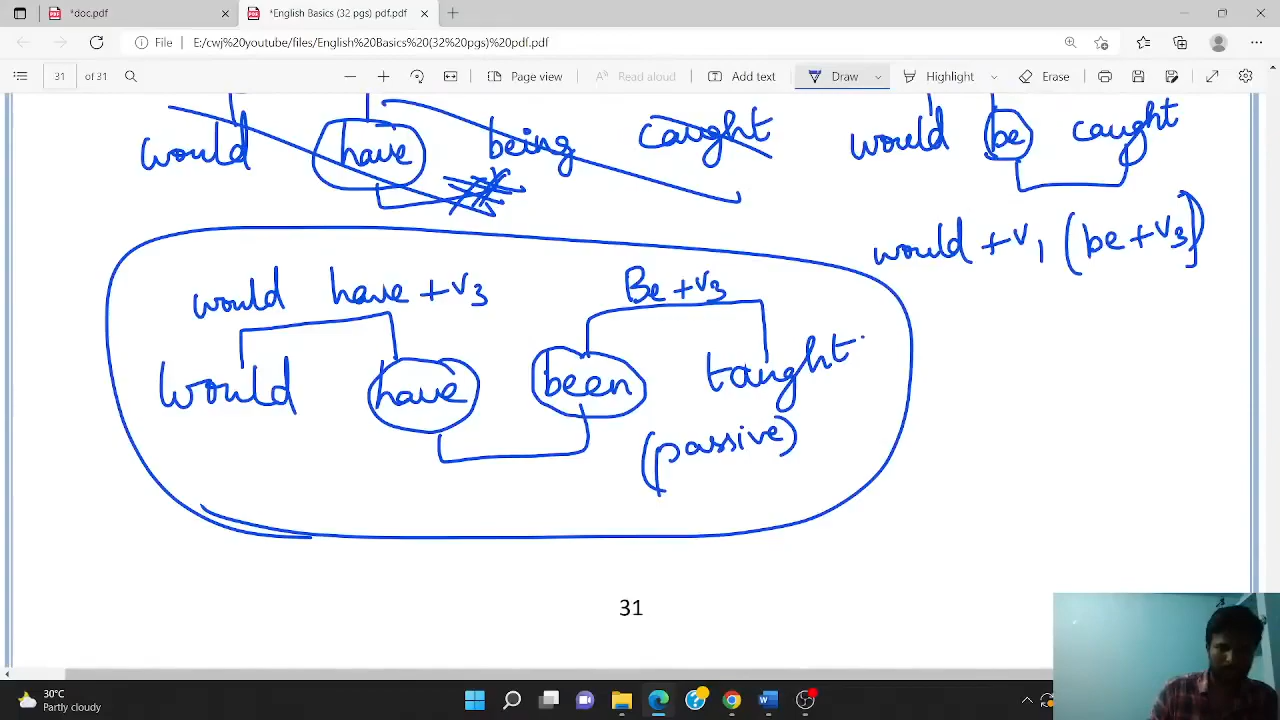 *doc.pdf
*English Basics (32 pgs) pdf.pdf
File
E:/cwj%20youtube/files/English%20Basics%20(32%20pgs)%20pdf.pdf
31 of 31
Page view
Read aloud
Add text
Draw
Highlight
Erase
would have being caught
would be caught
would + v1 (be + v3)
would have + v3
Be + v3
would have been taught
(passive)
31
30°C
Partly cloudy